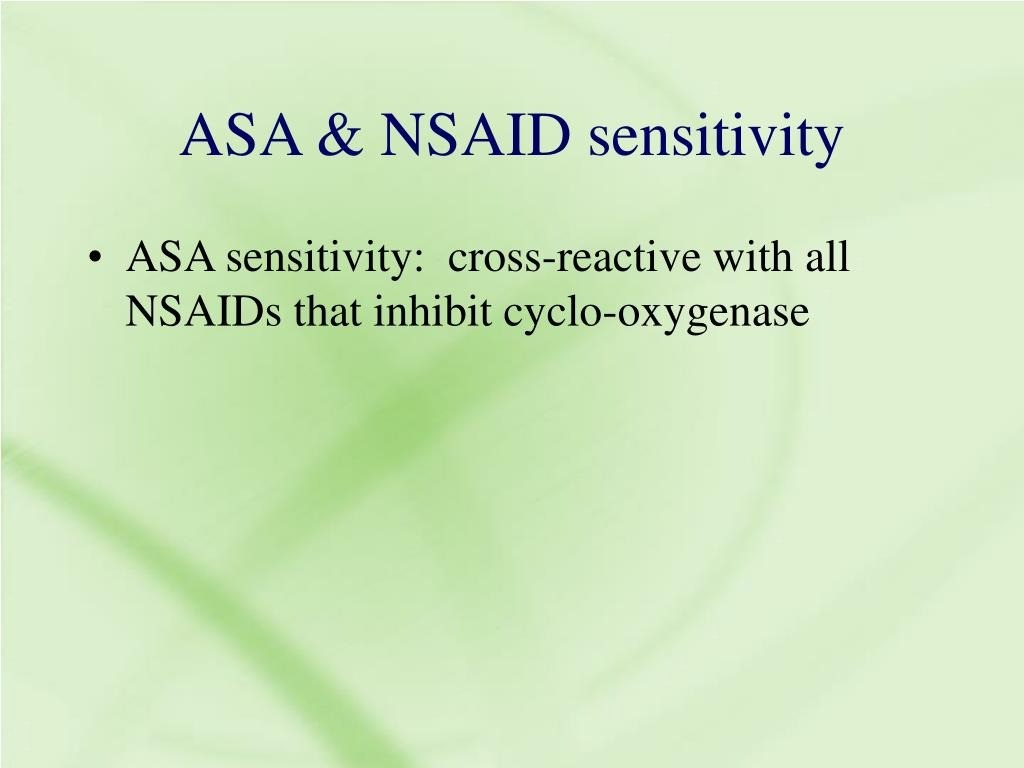 ASA & NSAID sensitivity
• ASA sensitivity:  cross-reactive with all
NSAIDs that inhibit cyclo-oxygenase